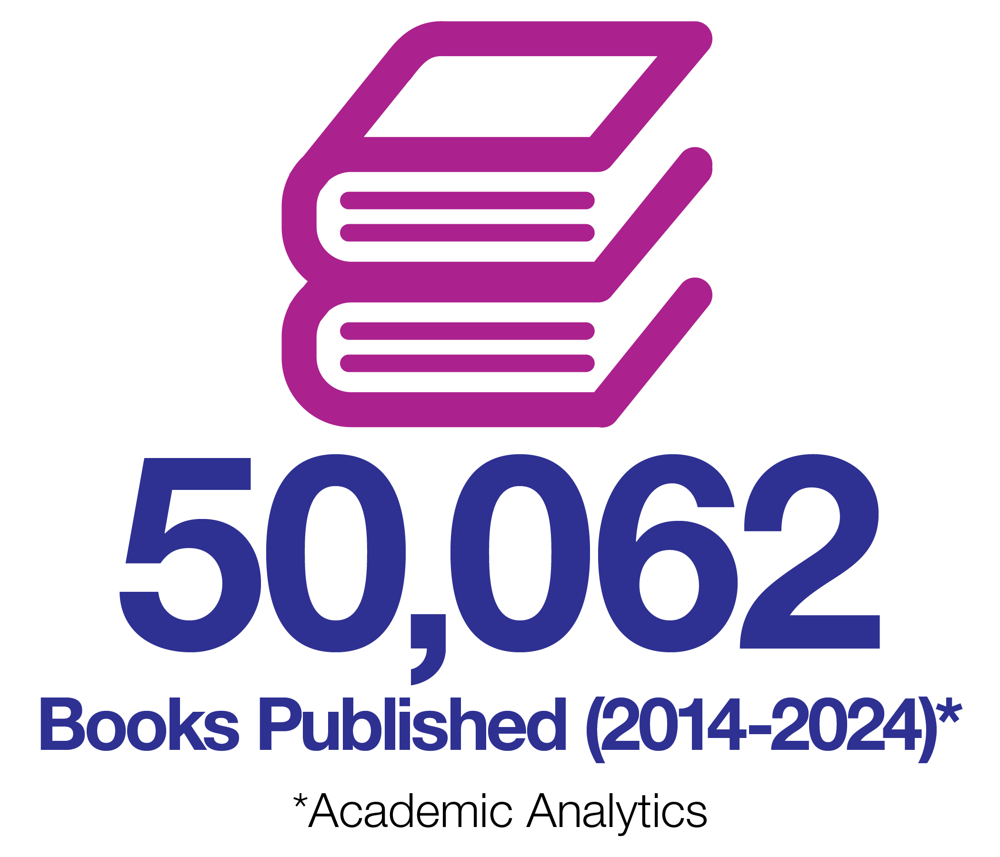 50,062
Books Published (2014-2024)*
*Academic Analytics